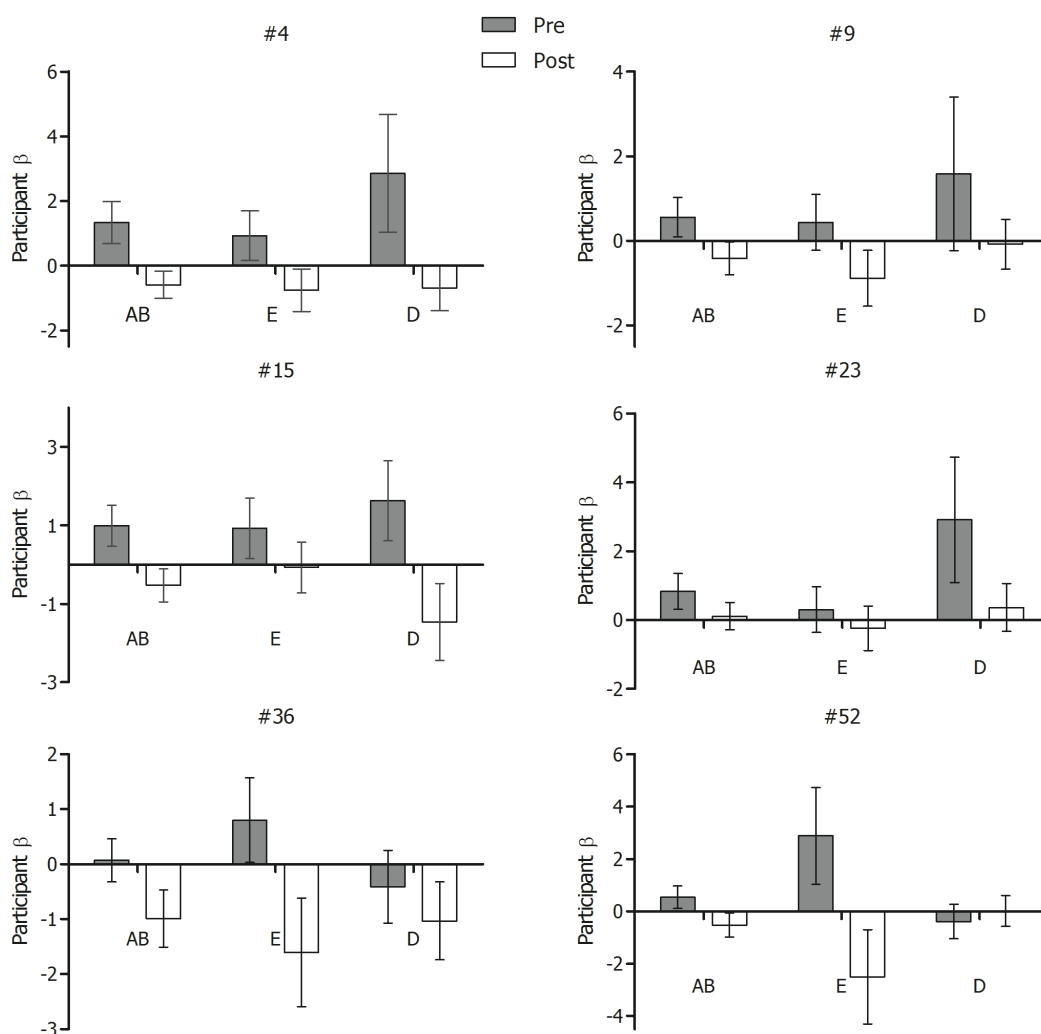 Pre
Post
#4
6
4
2
0
-2
Participant β
AB
E
D
#9
4
2
0
-2
Participant β
AB
E
D
#15
3
1
-1
-3
Participant β
AB
E
D
#23
6
4
2
0
-2
Participant β
AB
E
D
#36
2
1
0
-1
-2
-3
Participant β
AB
E
D
#52
6
4
2
0
-2
-4
Participant β
AB
E
D